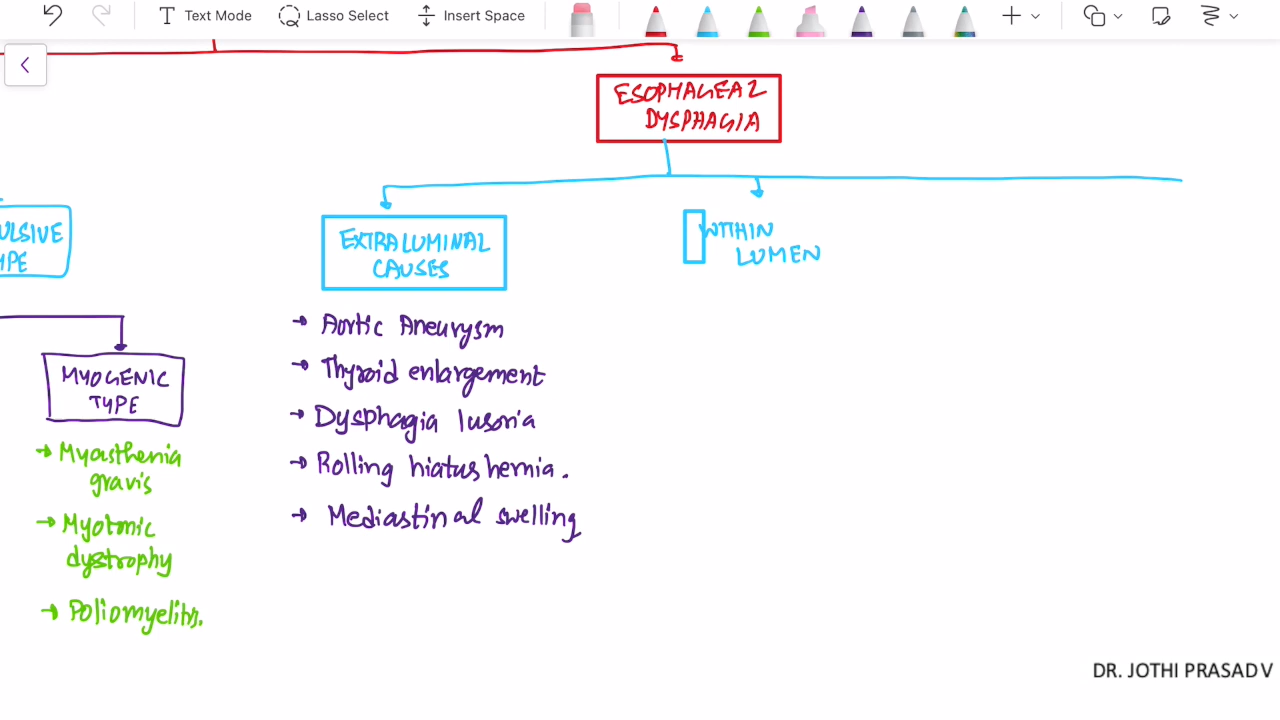 Text Mode
Lasso Select
Insert Space
ESOPHAGEAL
DYSPHAGIA
EXTRALUMINAL
CAUSES
WITHIN
LUMEN
ULSIVE
YPE
MYOGENIC
TYPE
→ Myasthenia
gravis
→ Myotonic
dystrophy
→ Poliomyelitis.
→ Aortic Aneurysm
→ Thyroid enlargement
→ Dysphagia lusoria
→ Rolling hiatus hernia.
→ Mediastinal swelling
DR. JOTHI PRASAD V